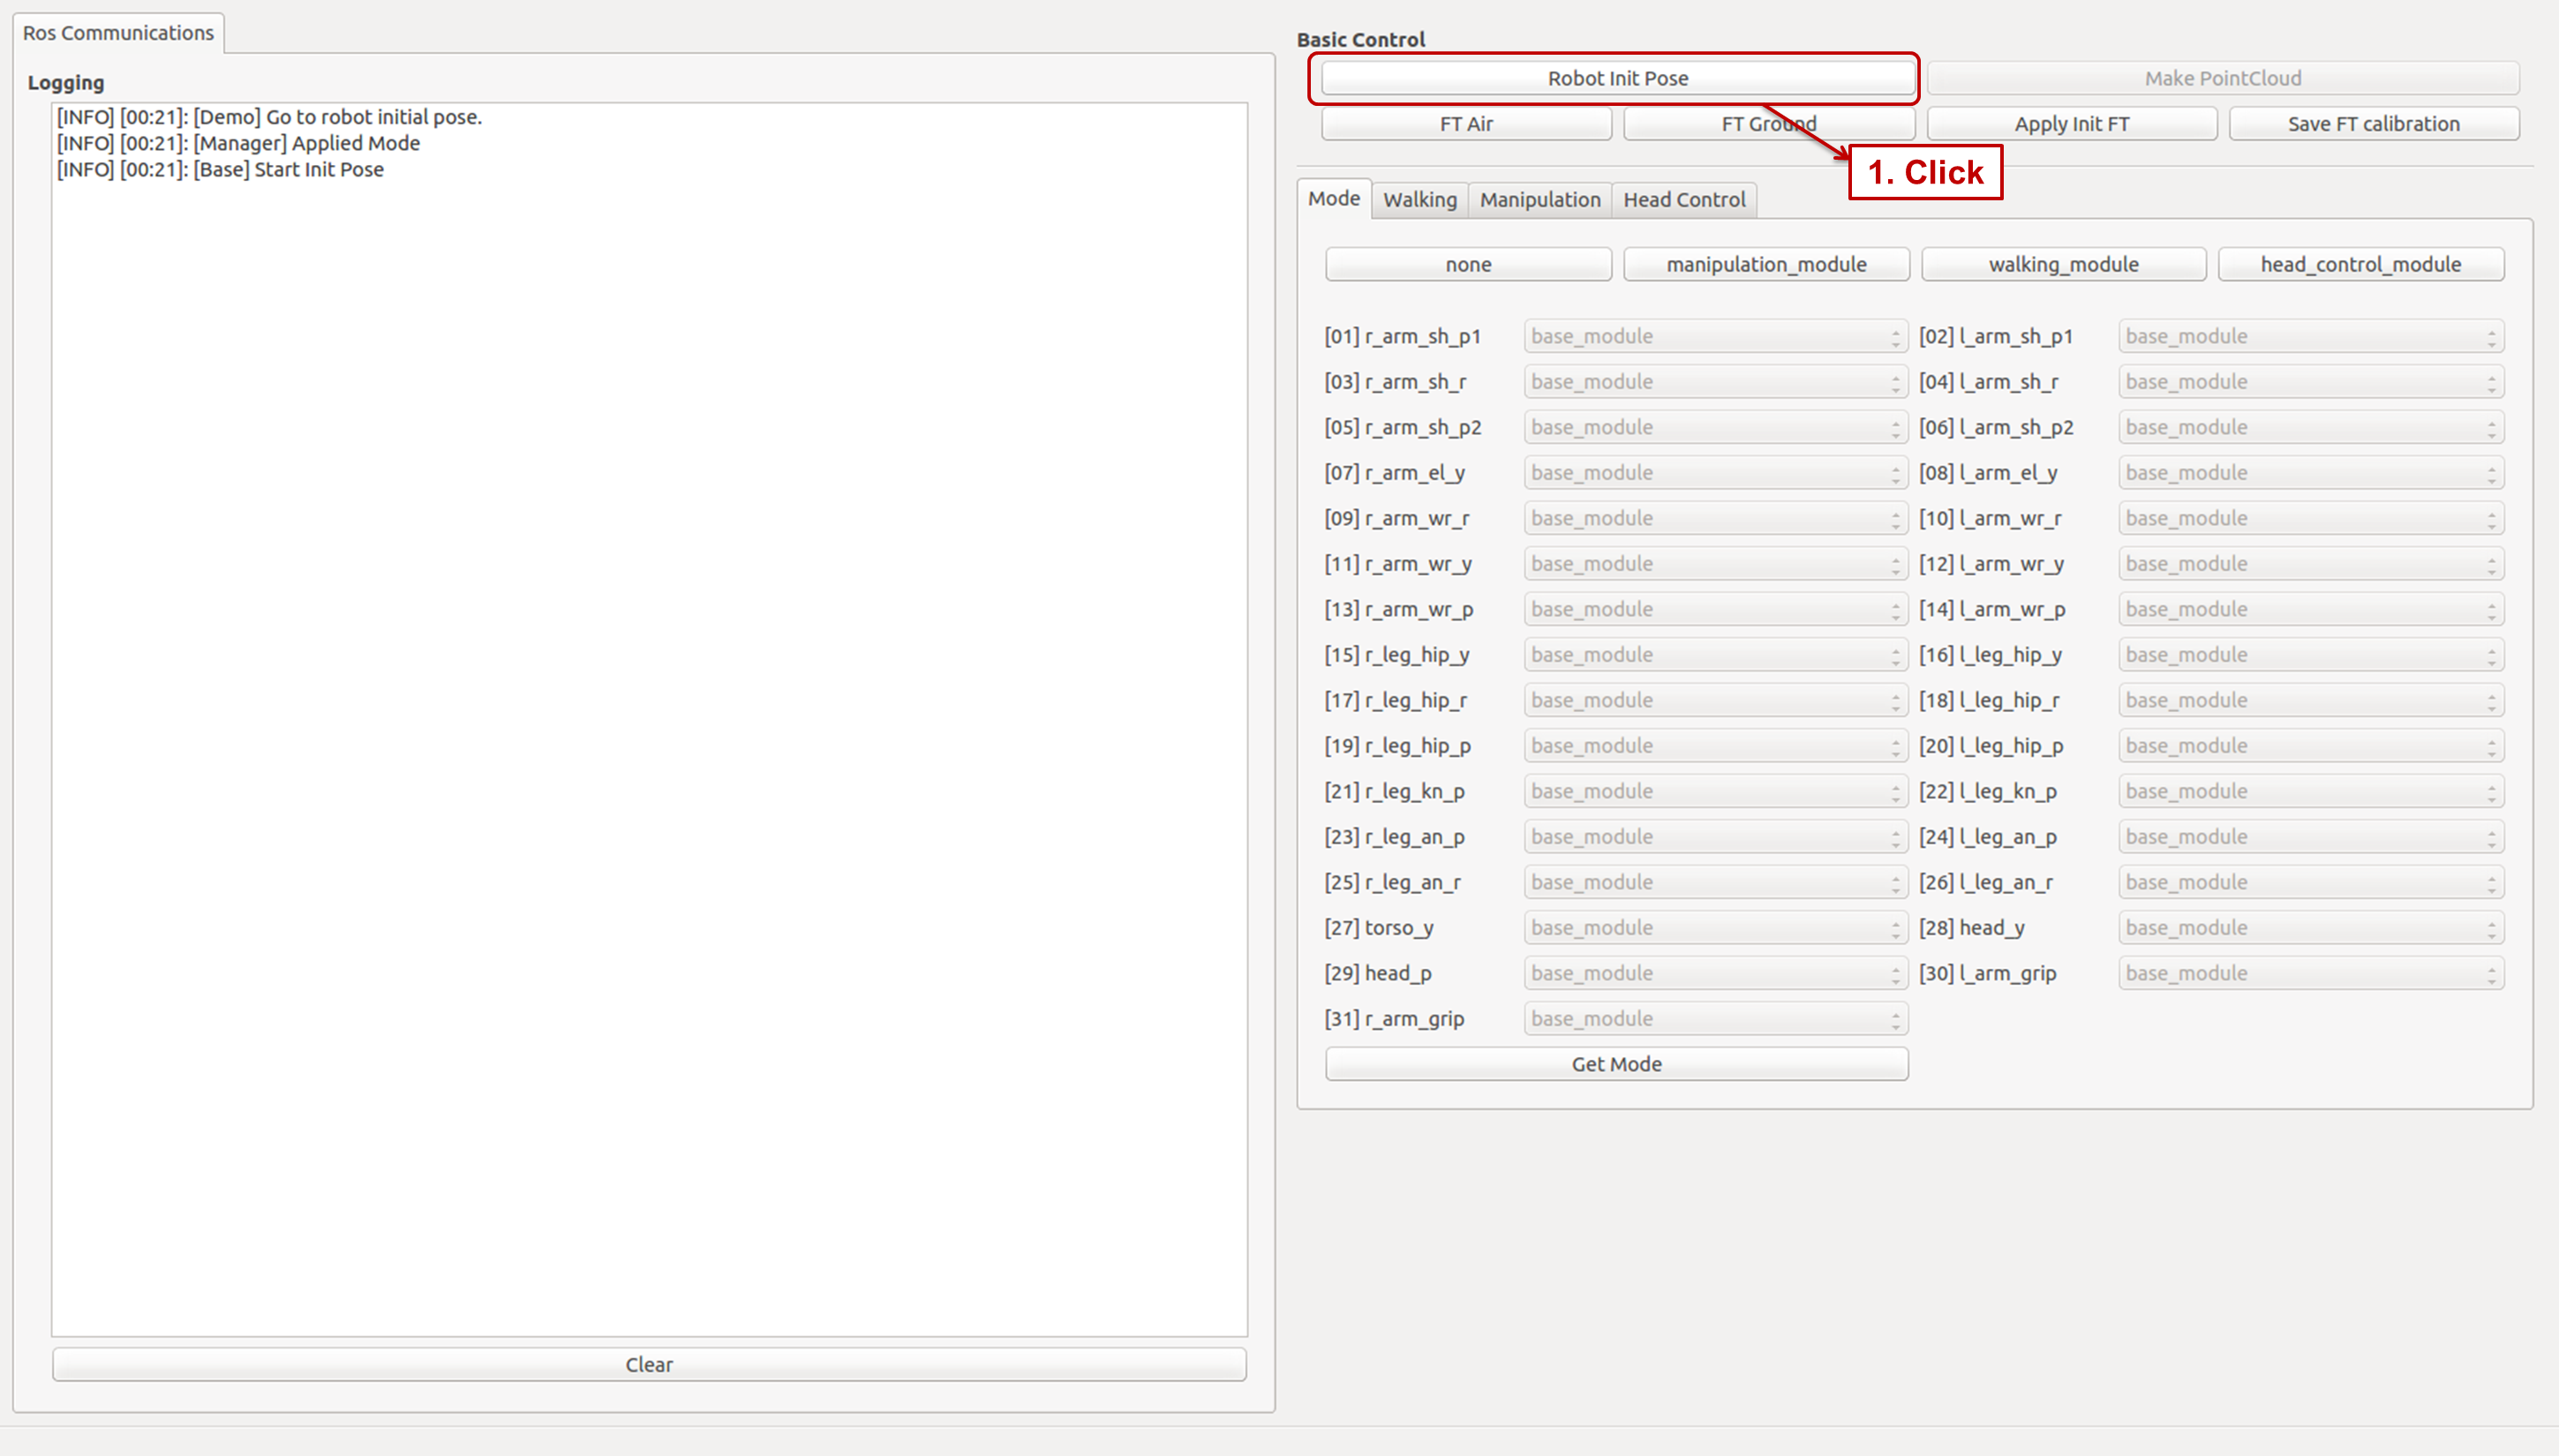 Ros Communications
Logging
[INFO] [00:21]: [Demo] Go to robot initial pose.
[INFO] [00:21]: [Manager] Applied Mode
[INFO] [00:21]: [Base] Start Init Pose
Clear
Basic Control
Robot Init Pose Make PointCloud
FT Air FT Ground Apply Init FT Save FT calibration
1. Click
Mode Walking Manipulation Head Control
none manipulation_module walking_module head_control_module
[01] r_arm_sh_p1 base_module [02] l_arm_sh_p1 base_module
[03] r_arm_sh_r base_module [04] l_arm_sh_r base_module
[05] r_arm_sh_p2 base_module [06] l_arm_sh_p2 base_module
[07] r_arm_el_y base_module [08] l_arm_el_y base_module
[09] r_arm_wr_r base_module [10] l_arm_wr_r base_module
[11] r_arm_wr_y base_module [12] l_arm_wr_y base_module
[13] r_arm_wr_p base_module [14] l_arm_wr_p base_module
[15] r_leg_hip_y base_module [16] l_leg_hip_y base_module
[17] r_leg_hip_r base_module [18] l_leg_hip_r base_module
[19] r_leg_hip_p base_module [20] l_leg_hip_p base_module
[21] r_leg_kn_p base_module [22] l_leg_kn_p base_module
[23] r_leg_an_p base_module [24] l_leg_an_p base_module
[25] r_leg_an_r base_module [26] l_leg_an_r base_module
[27] torso_y base_module [28] head_y base_module
[29] head_p base_module [30] l_arm_grip base_module
[31] r_arm_grip base_module
Get Mode